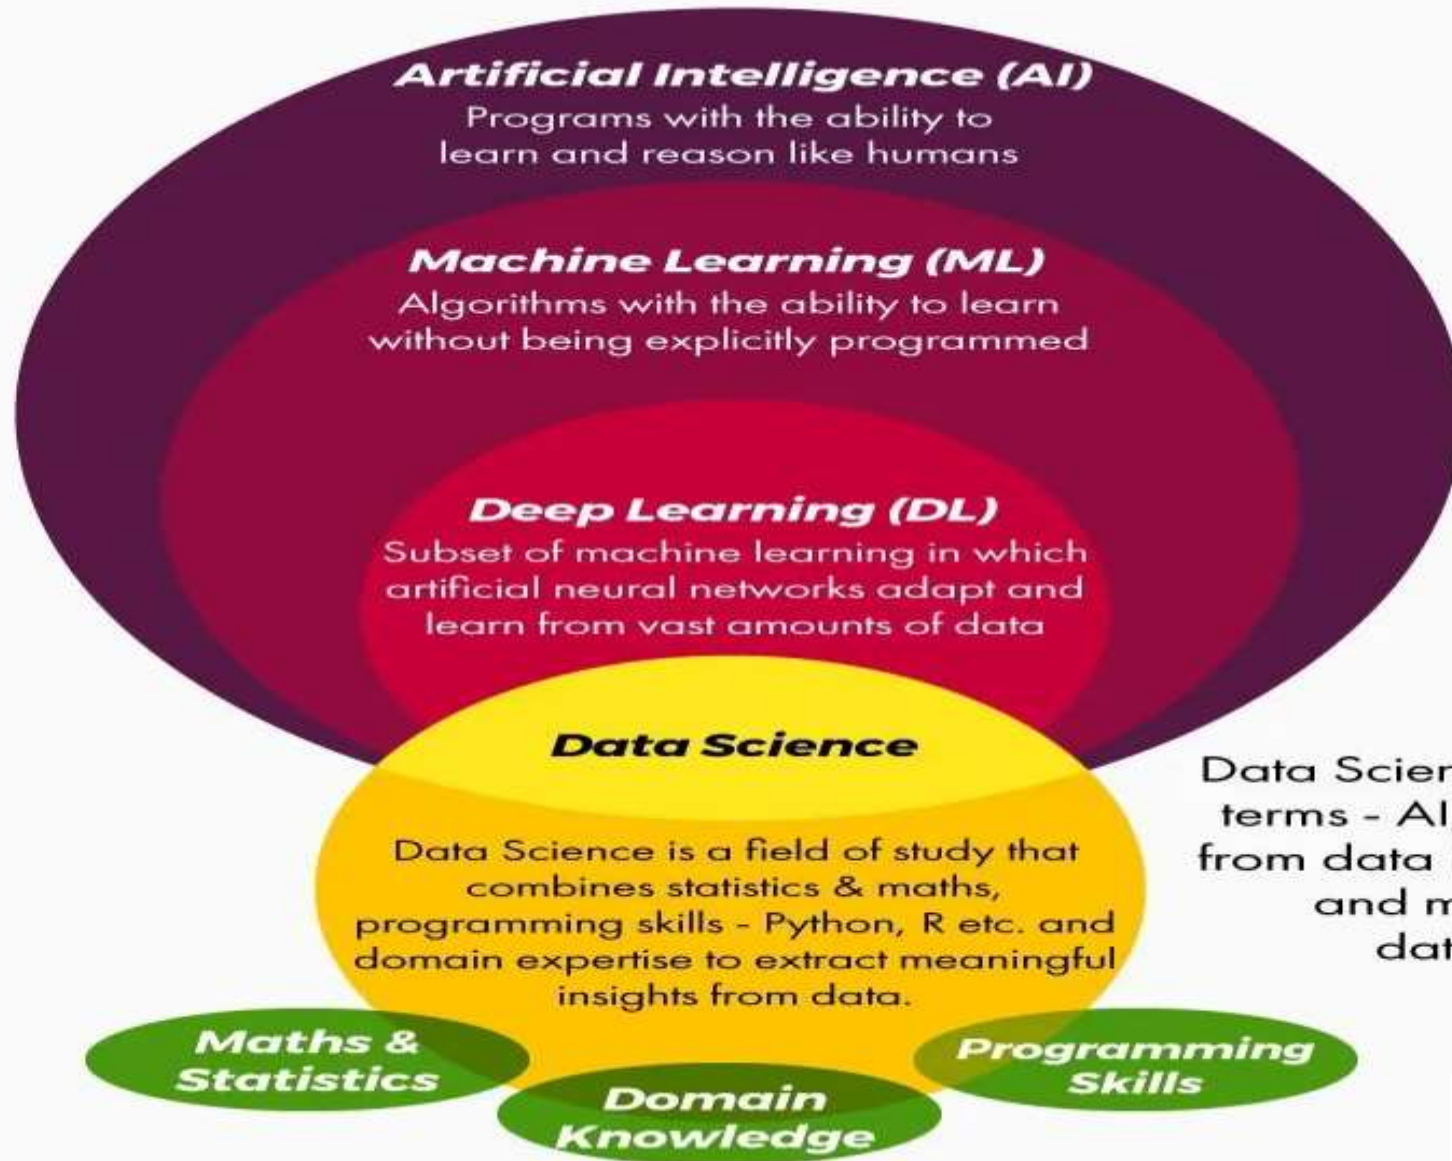 Artificial Intelligence (AI)
Programs with the ability to
learn and reason like humans
Machine Learning (ML)
Algorithms with the ability to learn
without being explicitly programmed
Deep Learning (DL)
Subset of machine learning in which
artificial neural networks adapt and
learn from vast amounts of data
Data Science
Data Science is a field of study that
combines statistics & maths,
programming skills - Python, R etc. and
domain expertise to extract meaningful
insights from data.
Data
terms - AI
from data
and
Maths &
Statistics
Domain
Knowledge
Programming
Skills